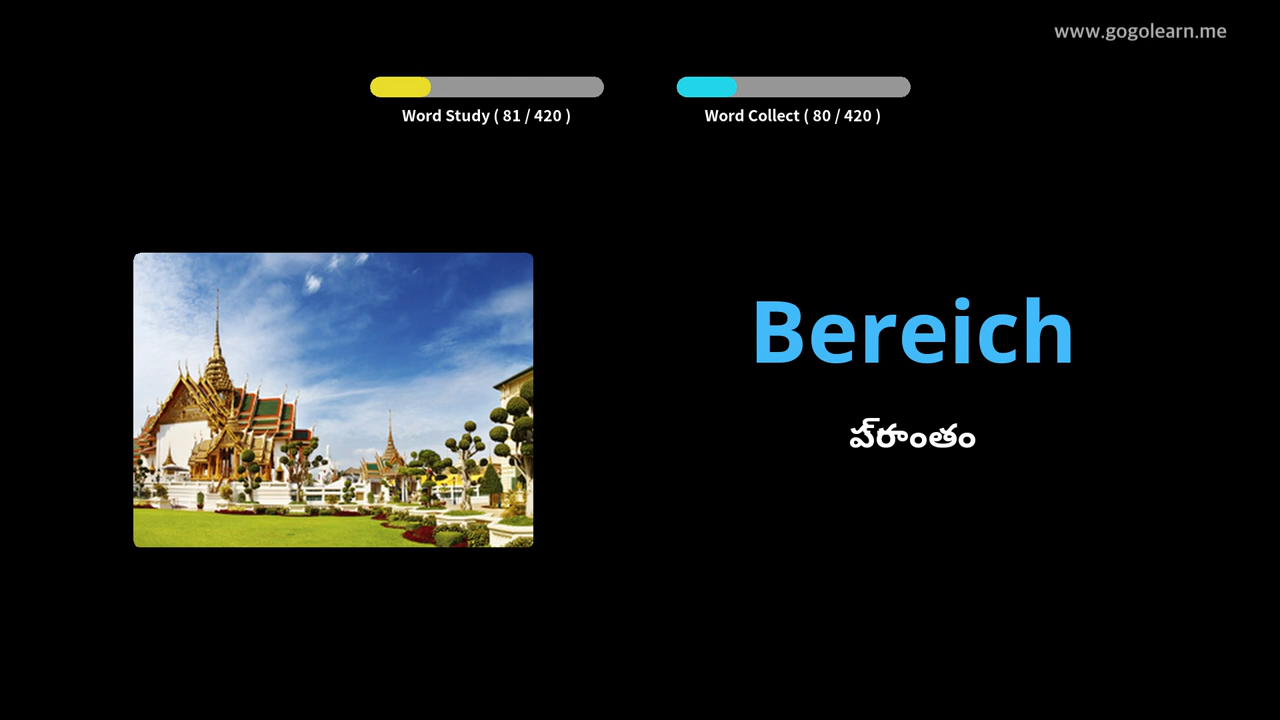 www.gogolearn.me
Word Study ( 81 / 420 )
Word Collect ( 80 / 420 )
Bereich
ప్రాంతం